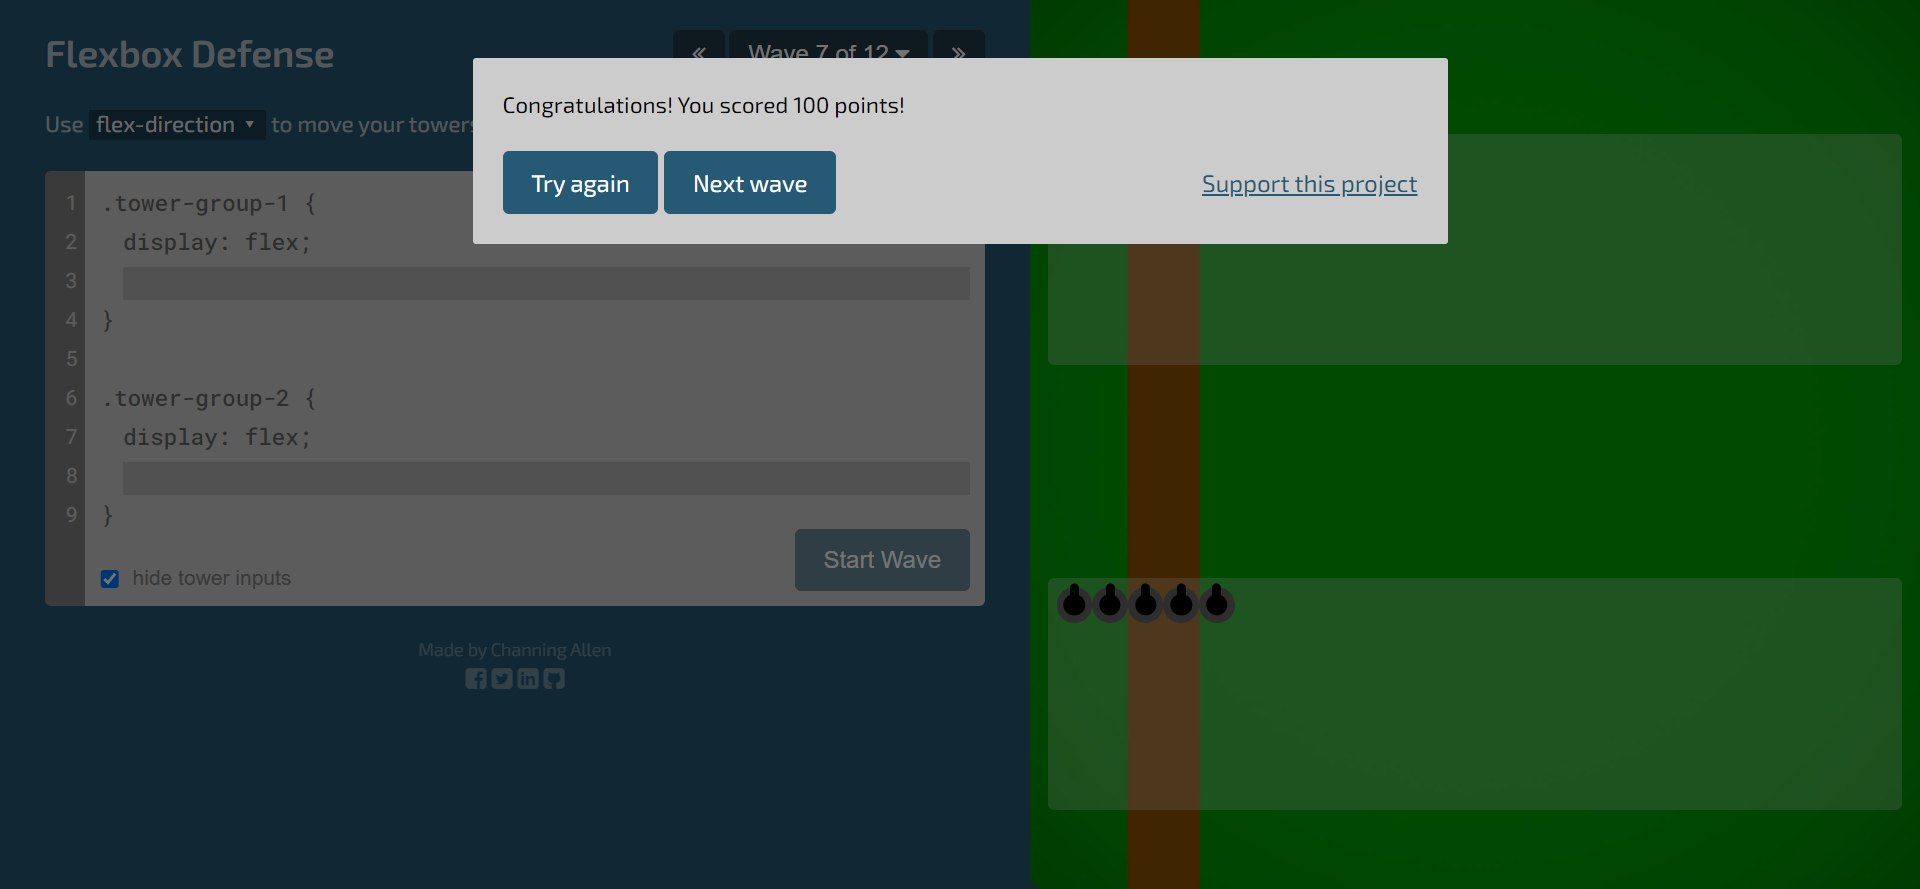 Flexbox Defense
« Wave 7 of 12 »
Use flex-direction to move your towers
Congratulations! You scored 100 points!
Try again
Next wave
Support this project
1 .tower-group-1 {
2 display: flex;
3
4 }
5
6 .tower-group-2 {
7 display: flex;
8
9 }
hide tower inputs
Start Wave
Made by Channing Allen